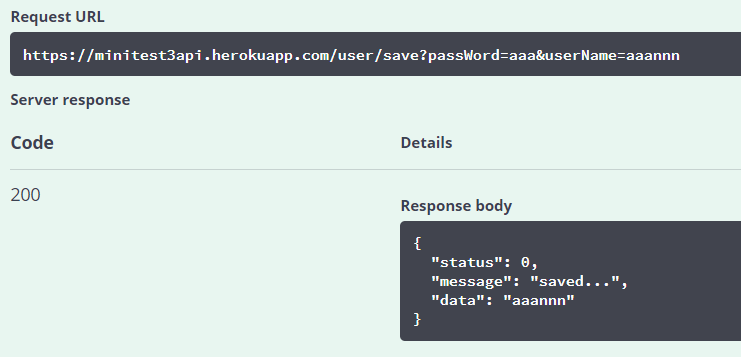 Request URL
https://minitest3api.herokuapp.com/user/save?passWord=aaa&userName=aaannn
Server response
Code
Details
200
Response body
{
"status": 0,
"message": "saved...",
"data": "aaannn"
}